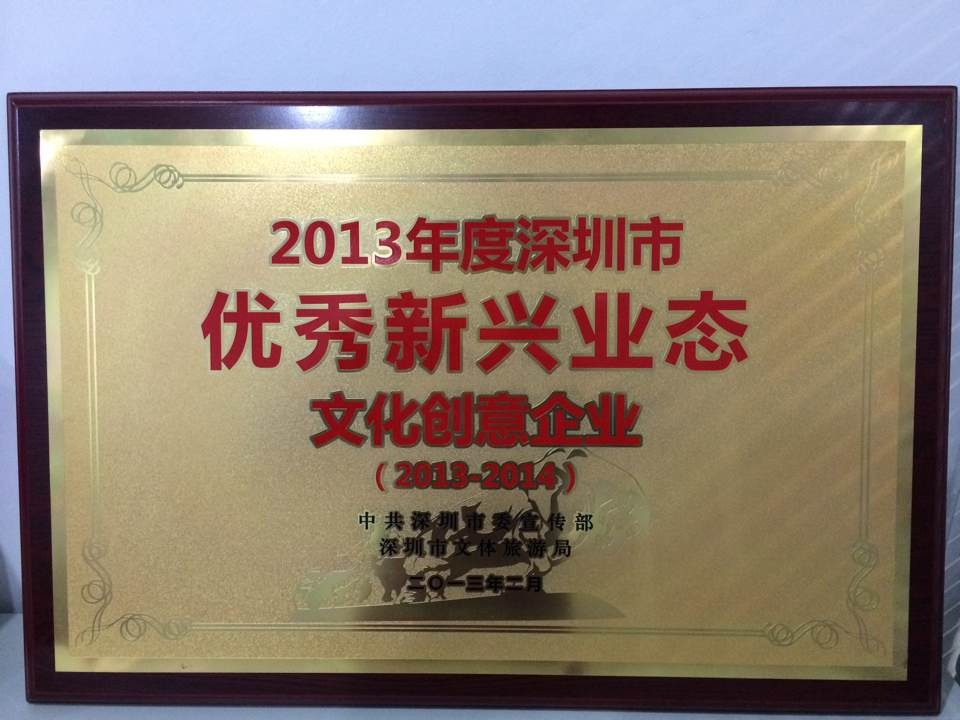 2013年度深圳市
优秀新兴业态
文化创意企业
（2013-2014）
中共深圳市委宣传部
深圳市文体旅游局
二〇一三年二月